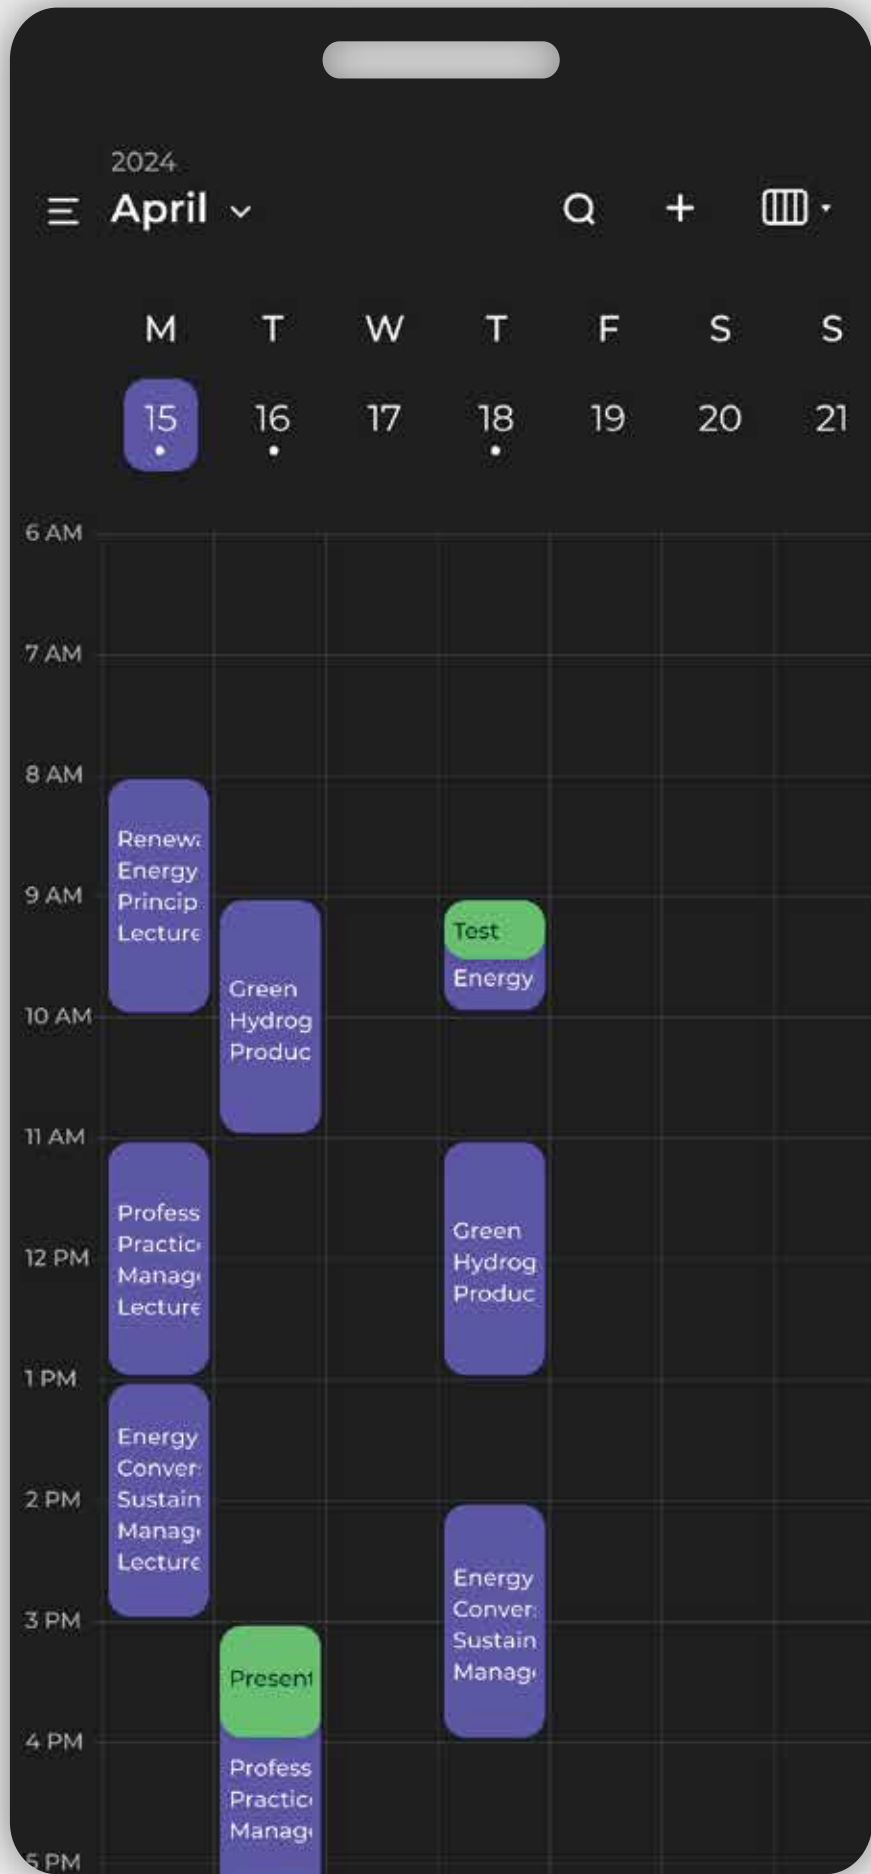 2024
April
M T W T F S S
15 16 17 18 19 20 21
6 AM
7 AM
8 AM
Renewa
Energy
Princip
Lecture
9 AM
Green
Hydrog
Produc
Test
Energy
10 AM
11 AM
Profess
Practic
Manag
Lecture
Green
Hydrog
Produc
12 PM
1 PM
Energy
Conver
Sustain
Manag
Lecture
2 PM
Energy
Conver
Sustain
Manag
3 PM
Present
4 PM
Profess
Practic
Manag
5 PM